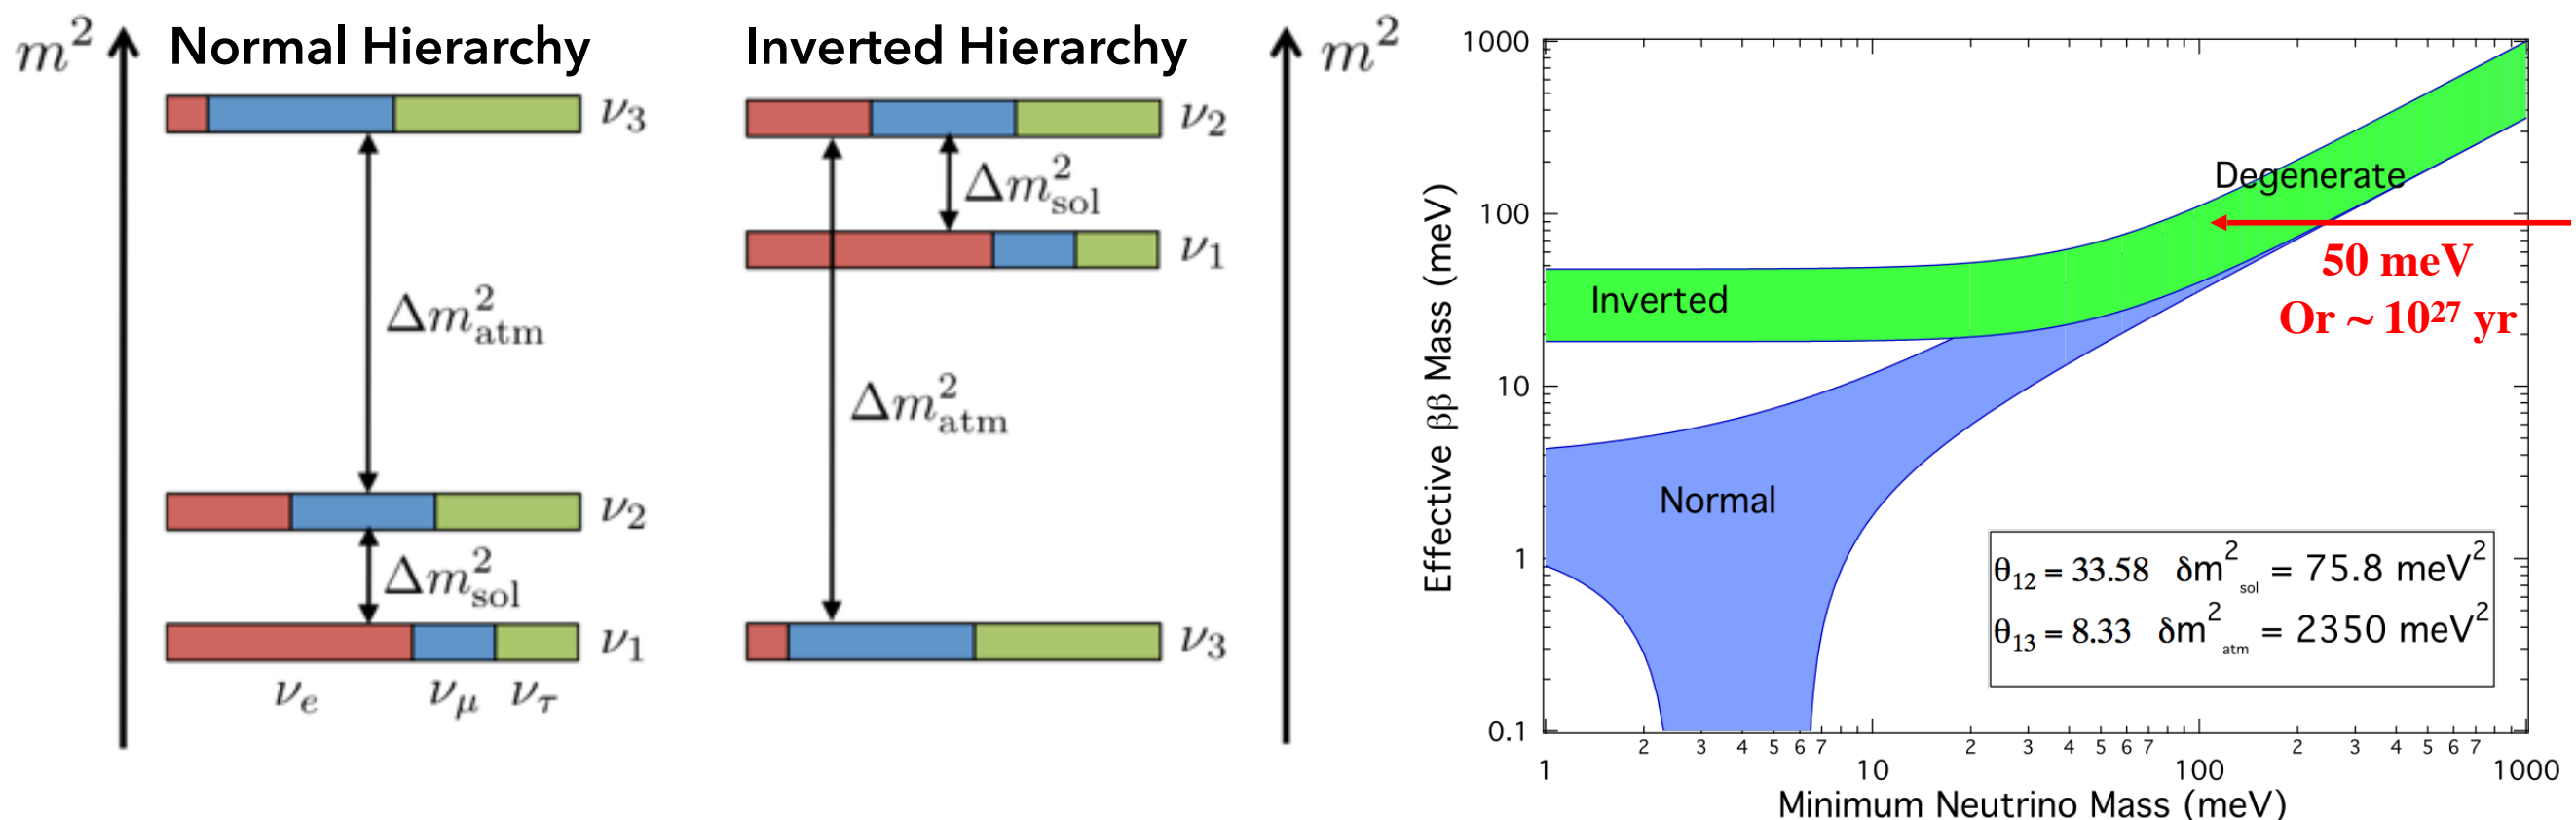 m² Normal Hierarchy
ν₃
Δm²atm
ν₂
Δm²sol
ν₁
νe νμ ντ
Inverted Hierarchy m²
ν₂
Δm²sol
ν₁
Δm²atm
ν₃
Effective ββ Mass (meV)
1000
100
10
1
0.1
Degenerate
50 meV
Or ~ 10²⁷ yr
Inverted
Normal
θ₁₂ = 33.58 δm²sol = 75.8 meV²
θ₁₃ = 8.33 δm²atm = 2350 meV²
2 3 4 5 6 7 2 3 4 5 6 7 2 3 4 5 6 7
1 10 100 1000
Minimum Neutrino Mass (meV)